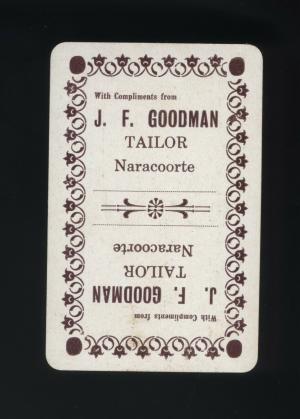 With Compliments from
J. F. GOODMAN
TAILOR
Naracoorte
With Compliments from
J. F. GOODMAN
TAILOR
Naracoorte